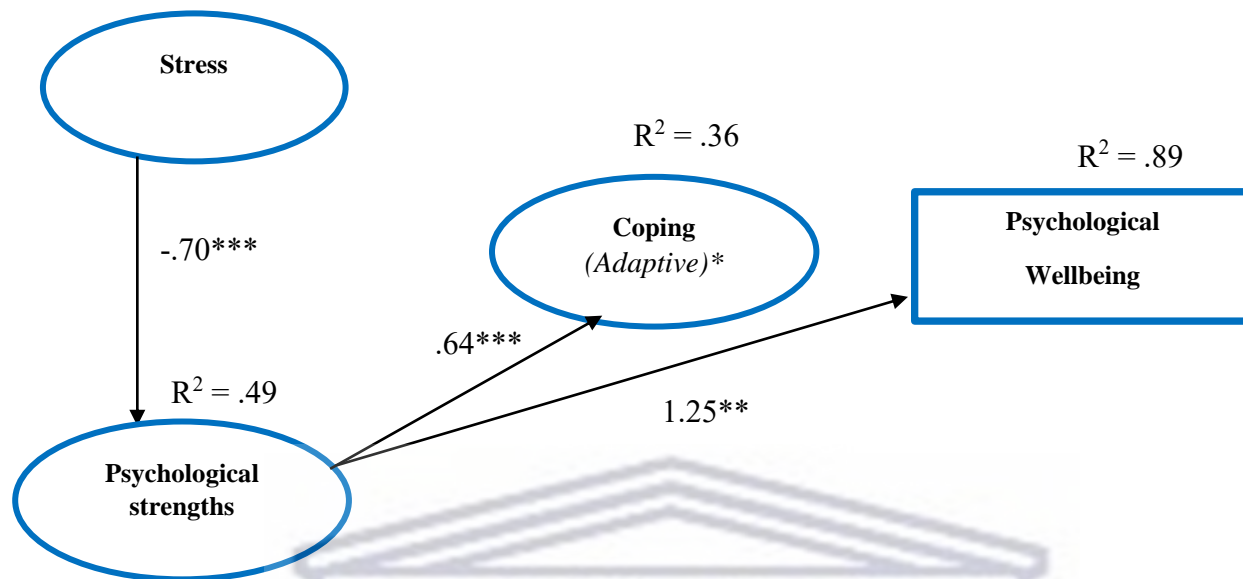 Stress
R² = .36
R² = .89
Coping
(Adaptive)*
Psychological
Wellbeing
-.70***
.64***
R² = .49
1.25**
Psychological
strengths